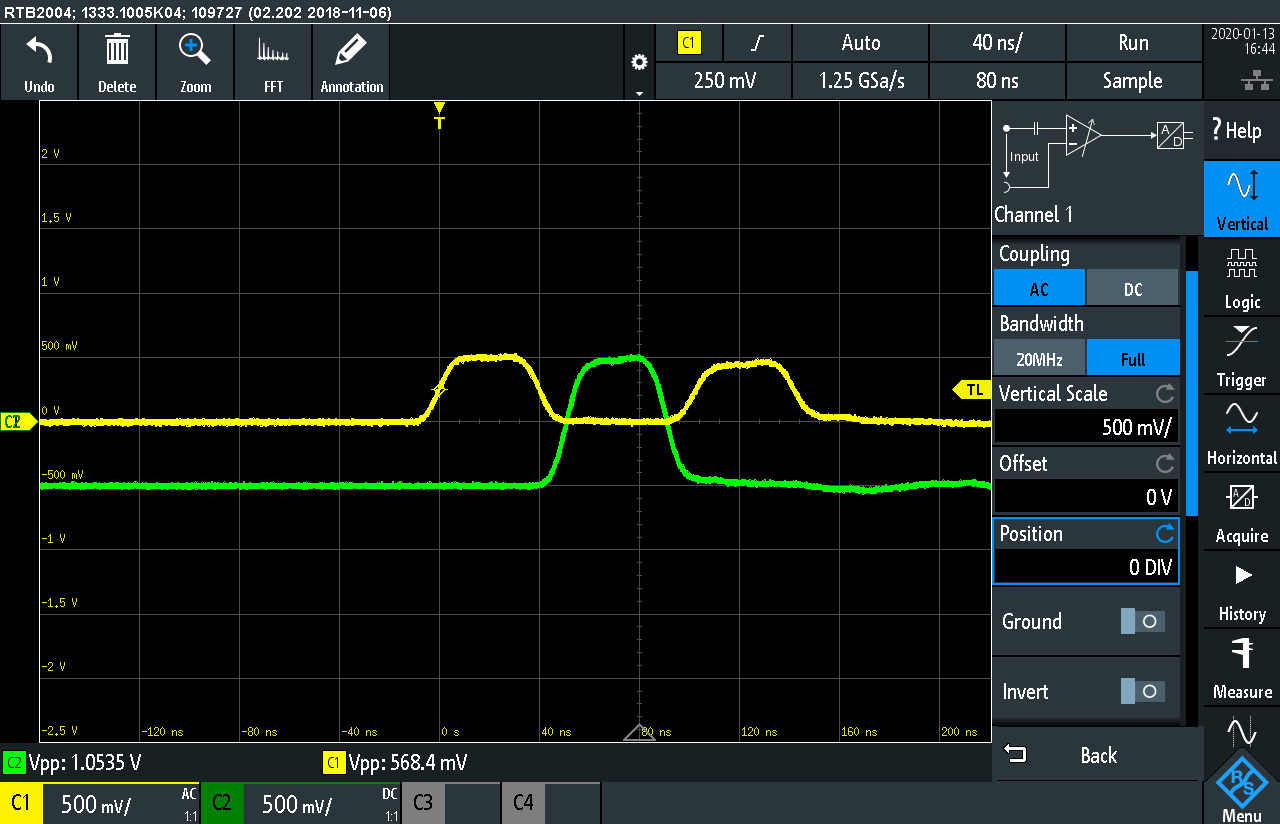 RTB2004; 1333.1005K04; 109727 (02.202 2018-11-06)
Undo
Delete
Zoom
FFT
Annotation
C1
Auto
40 ns/
Run
250 mV
1.25 GSa/s
80 ns
Sample
2020-01-13
16:44
T
2 V
1.5 V
1 V
500 mV
0 V
-500 mV
-1 V
-1.5 V
-2 V
-2.5 V
TL
-120 ns
-80 ns
-40 ns
0 s
40 ns
80 ns
120 ns
160 ns
200 ns
Input
A
D
Channel 1
Coupling
AC
DC
Bandwidth
20MHz
Full
Vertical Scale
500 mV/
Offset
0 V
Position
0 DIV
Ground
Invert
Back
? Help
Vertical
Logic
Trigger
Horizontal
A
D
Acquire
History
Measure
R/S
Menu
C2 Vpp: 1.0535 V
C1 Vpp: 568.4 mV
C1
500 mV/
AC
1:1
C2
500 mV/
DC
1:1
C3
C4